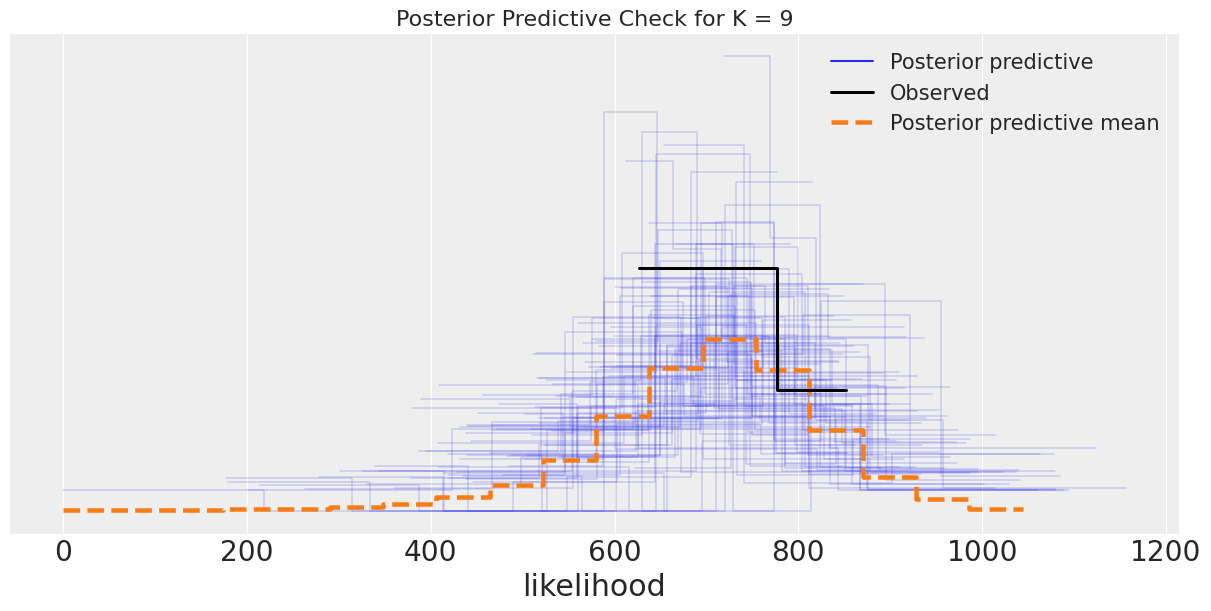 Posterior Predictive Check for K = 9
Posterior predictive
Observed
Posterior predictive mean
0 200 400 600 800 1000 1200
likelihood